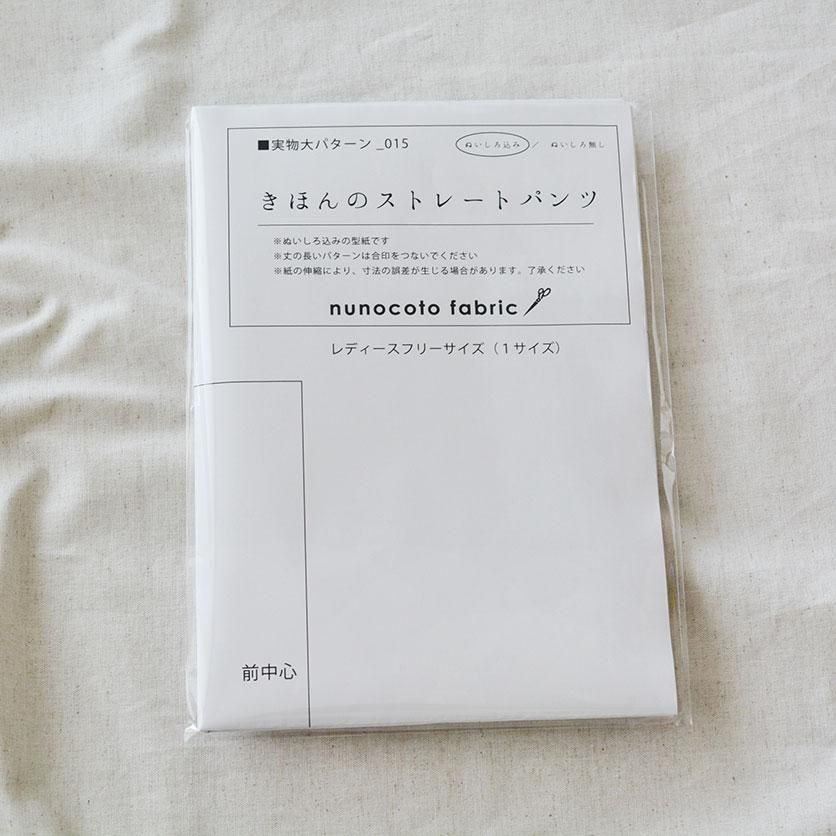 ■実物大パターン_015
ぬいしろ込み / ぬいしろ無し
きほんのストレートパンツ
※ぬいしろ込みの型紙です
※丈の長いパターンは合印をつないでください
※紙の伸縮により、寸法の誤差が生じる場合があります。了承ください
nunocoto fabric
レディースフリーサイズ（1サイズ）
前中心